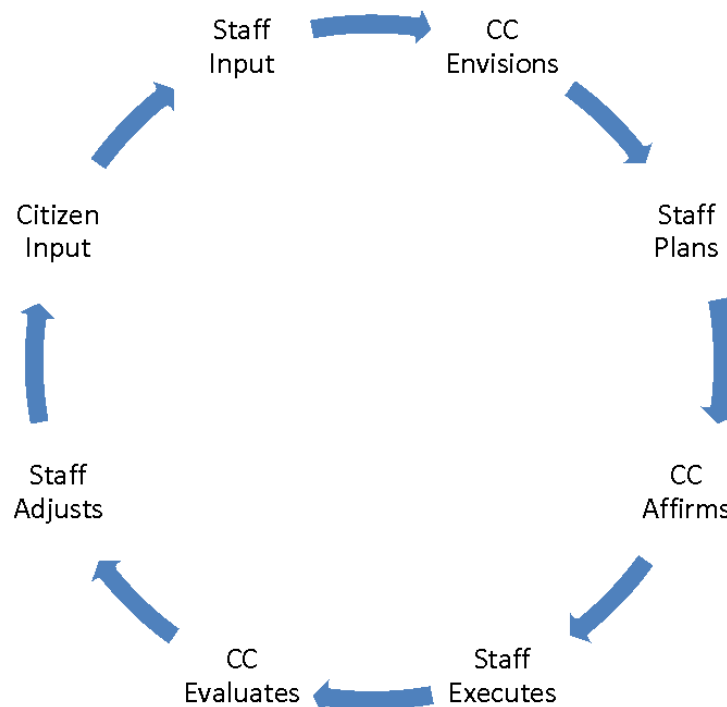 Staff
Input
CC
Envisions
Staff
Plans
CC
Affirms
Staff
Executes
CC
Evaluates
Staff
Adjusts
Citizen
Input